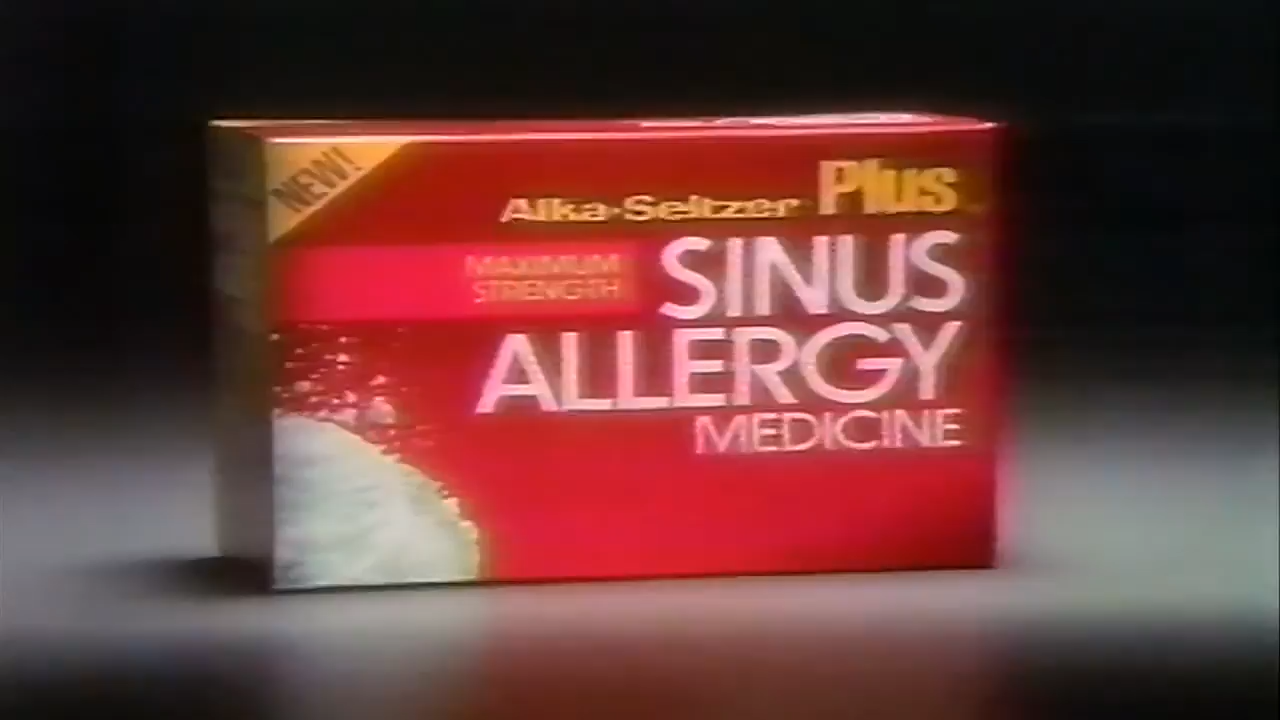 NEW!
Alka-Seltzer Plus
MAXIMUM
STRENGTH
SINUS
ALLERGY
MEDICINE